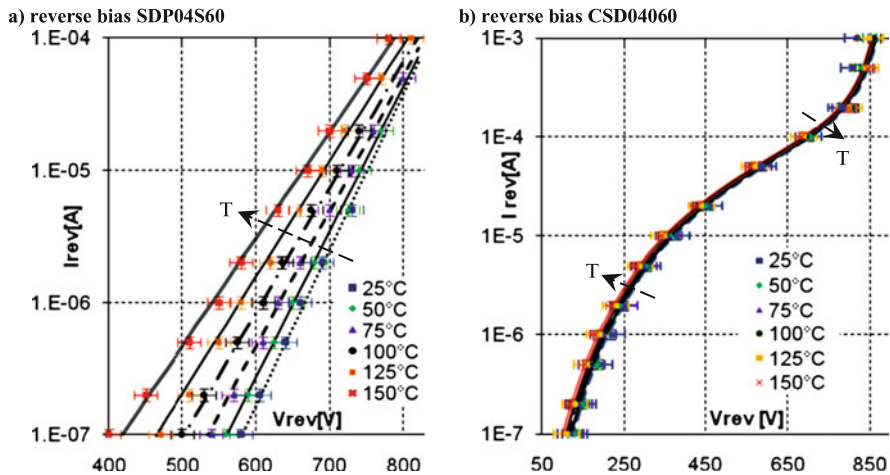 a) reverse bias SDP04S60
1.E-04
1.E-05
1.E-06
1.E-07
Irev[A]
T
25°C
50°C
75°C
100°C
125°C
150°C
Vrev[V]
400 500 600 700 800
b) reverse bias CSD04060
1E-3
1E-4
1E-5
1E-6
1E-7
I rev[A]
T
T
25°C
50°C
75°C
100°C
125°C
150°C
Vrev [V]
50 250 450 650 850